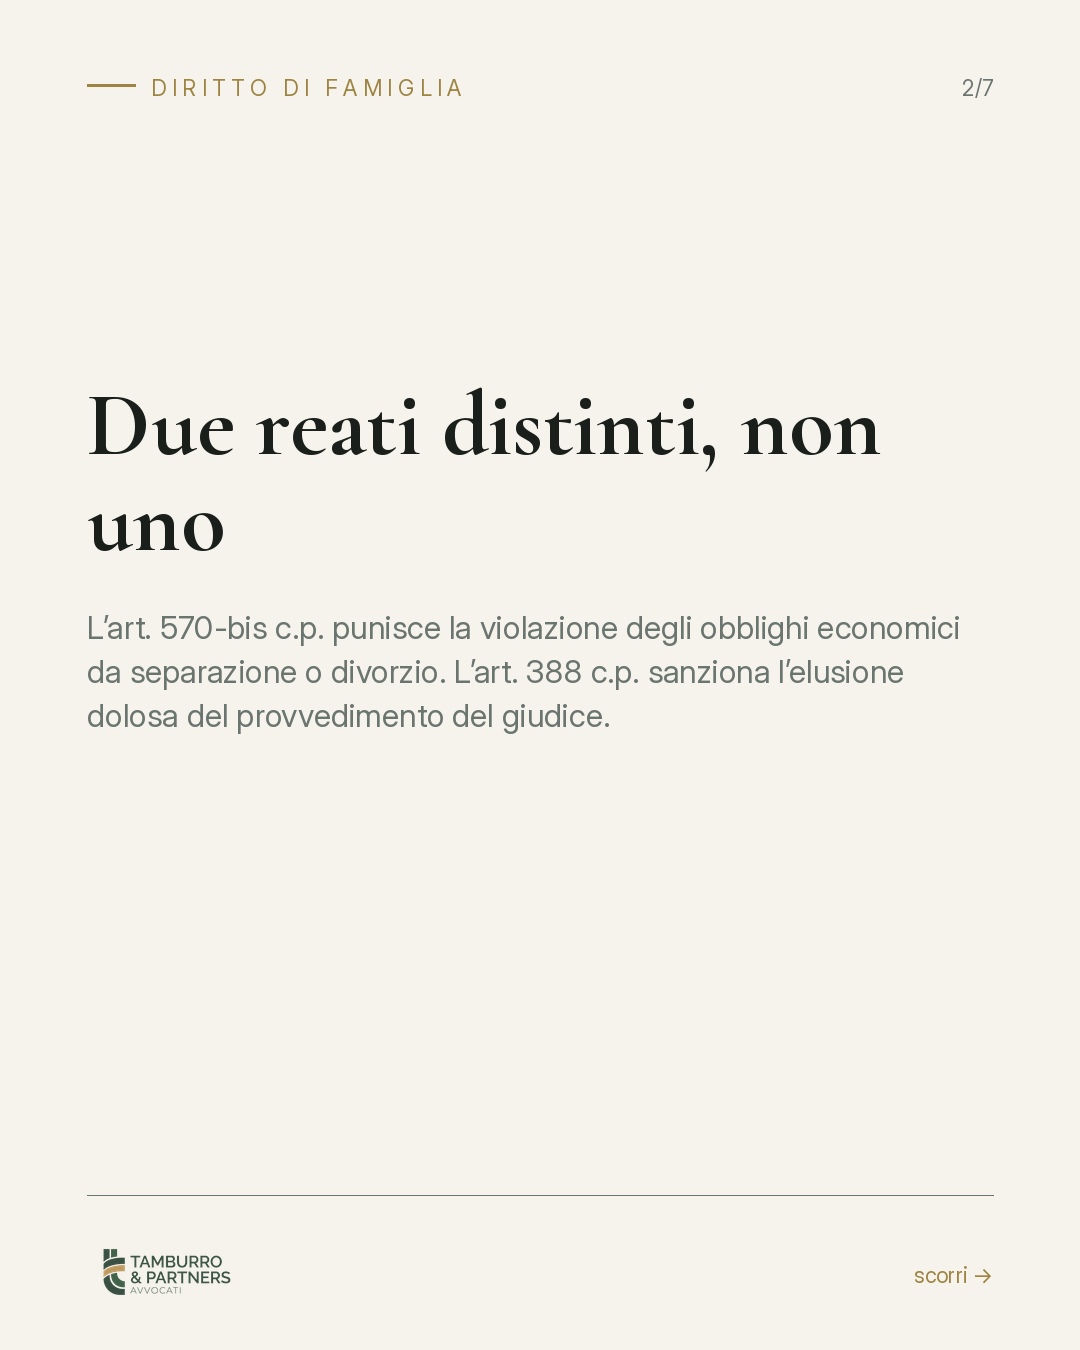 DIRITTO DI FAMIGLIA
2/7
Due reati distinti, non
uno
L’art. 570-bis c.p. punisce la violazione degli obblighi economici
da separazione o divorzio. L’art. 388 c.p. sanziona l’elusione
dolosa del provvedimento del giudice.
TAMBURRO
& PARTNERS
AVVOCATI
scorri →